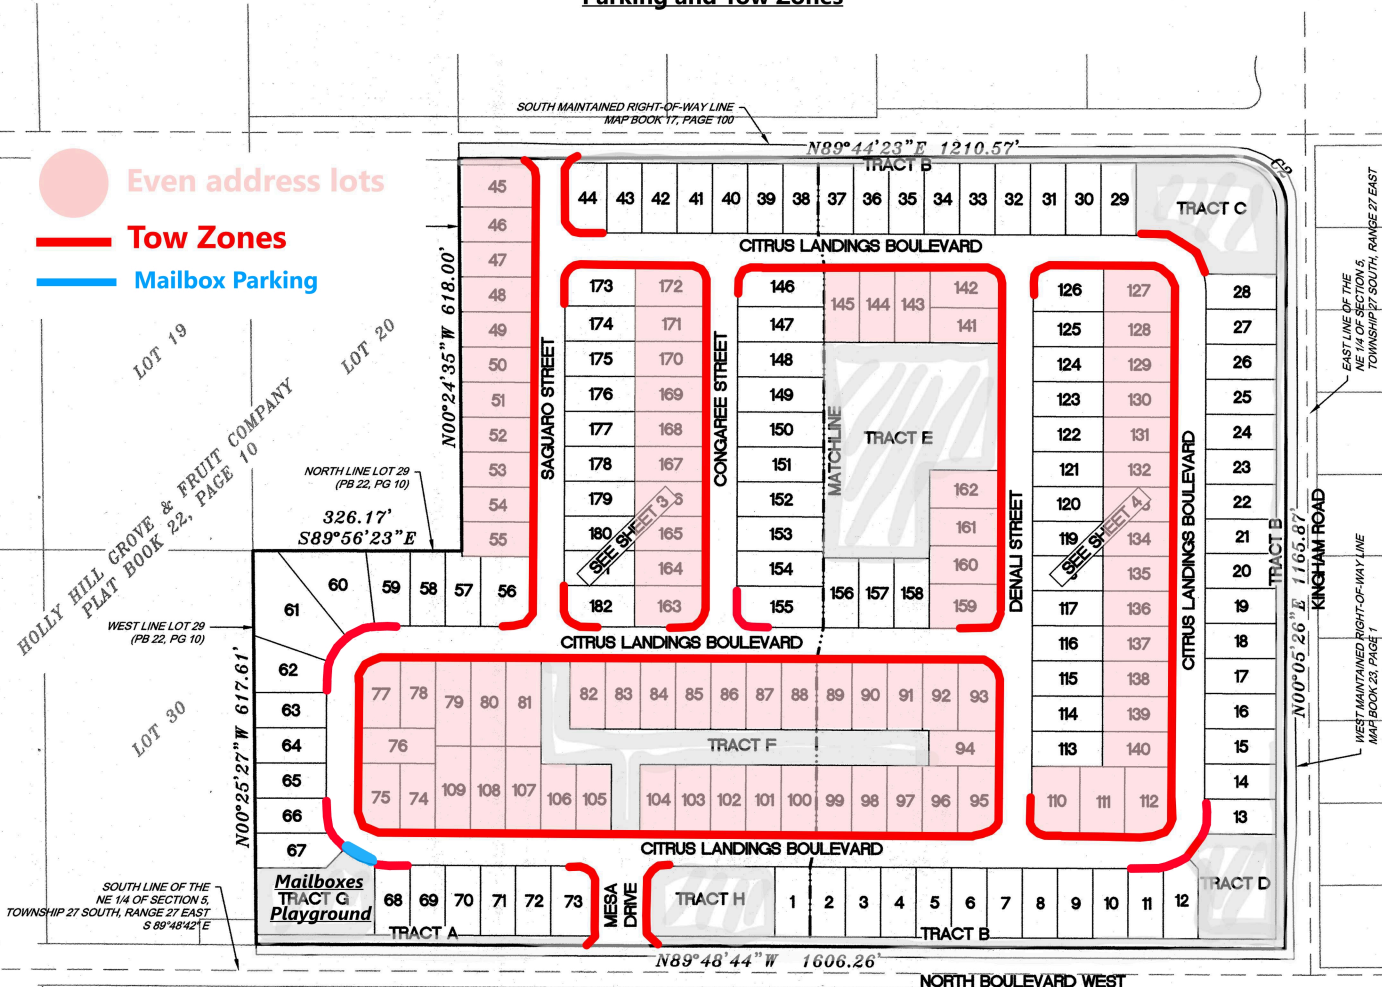 Parking and Tow Zones
SOUTH MAINTAINED RIGHT-OF-WAY LINE
MAP BOOK 17, PAGE 100
N89°44'23"E 1210.57'
C2
TRACT B
Even address lots
Tow Zones
Mailbox Parking
44 43 42 41 40 39 38 37 36 35 34 33 32 31 30 29
TRACT C
CITRUS LANDINGS BOULEVARD
45
46
47
48
49
50
51
52
53
54
55
N00°24'35"W 618.00'
SAGUARO STREET
173 172
174 171
175 170
176 169
177 168
178 167
179
180 165
164
182 163
SEE SHEET 3
CONGAREE STREET
146
147
148
149
150
151
152
153
154
155
145 144 143
142
141
MATCHLINE
TRACT E
162
161
160
159
156 157 158
DENALI STREET
126 127
125 128
124 129
123 130
122 131
121 132
120
119 134
135
117 136
116 137
115 138
114 139
113 140
110 111 112
SEE SHEET 4
CITRUS LANDINGS BOULEVARD
28
27
26
25
24
23
22
21
20
19
18
17
16
15
14
13
TRACT B
N00°05'26"E 1165.87'
KINGHAM ROAD
EAST LINE OF THE
NE 1/4 OF SECTION 5,
TOWNSHIP 27 SOUTH, RANGE 27 EAST
WEST MAINTAINED RIGHT-OF-WAY LINE
MAP BOOK 23, PAGE 1
LOT 19
LOT 20
HOLLY HILL GROVE & FRUIT COMPANY
PLAT BOOK 22, PAGE 10
NORTH LINE LOT 29
(PB 22, PG 10)
326.17'
S89°56'23"E
61 60 59 58 57 56
WEST LINE LOT 29
(PB 22, PG 10)
62
63
64
65
66
67
LOT 30
N00°25'27"W 617.61'
CITRUS LANDINGS BOULEVARD
77 78 79 80 81 82 83 84 85 86 87 88 89 90 91 92 93
76
TRACT F
94
75 74 109 108 107 106 105 104 103 102 101 100 99 98 97 96 95
CITRUS LANDINGS BOULEVARD
Mailboxes
TRACT G
Playground
68 69 70 71 72 73
MESA
DRIVE
TRACT H
1 2 3 4 5 6 7 8 9 10 11 12
TRACT D
TRACT A
TRACT B
SOUTH LINE OF THE
NE 1/4 OF SECTION 5,
TOWNSHIP 27 SOUTH, RANGE 27 EAST
S 89°48'42" E
N89°48'44"W 1606.26'
NORTH BOULEVARD WEST